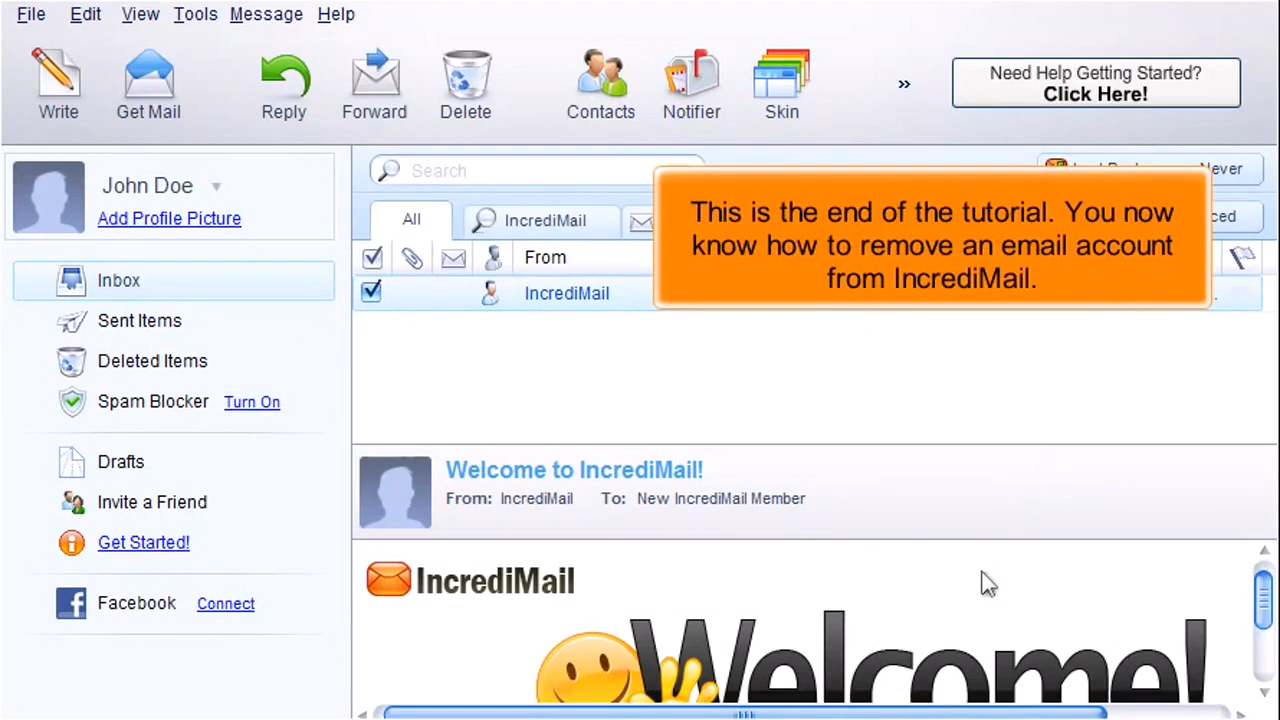 File Edit View Tools Message Help
Need Help Getting Started?
Click Here!
Write Get Mail Reply Forward Delete Contacts Notifier Skin »
John Doe
Add Profile Picture
Search
Never
All IncrediMail
From
IncrediMail
This is the end of the tutorial. You now
know how to remove an email account
from IncrediMail.
Inbox
Sent Items
Deleted Items
Spam Blocker Turn On
Drafts
Invite a Friend
Get Started!
Facebook Connect
Welcome to IncrediMail!
From: IncrediMail To: New IncrediMail Member
IncrediMail
Welcome!